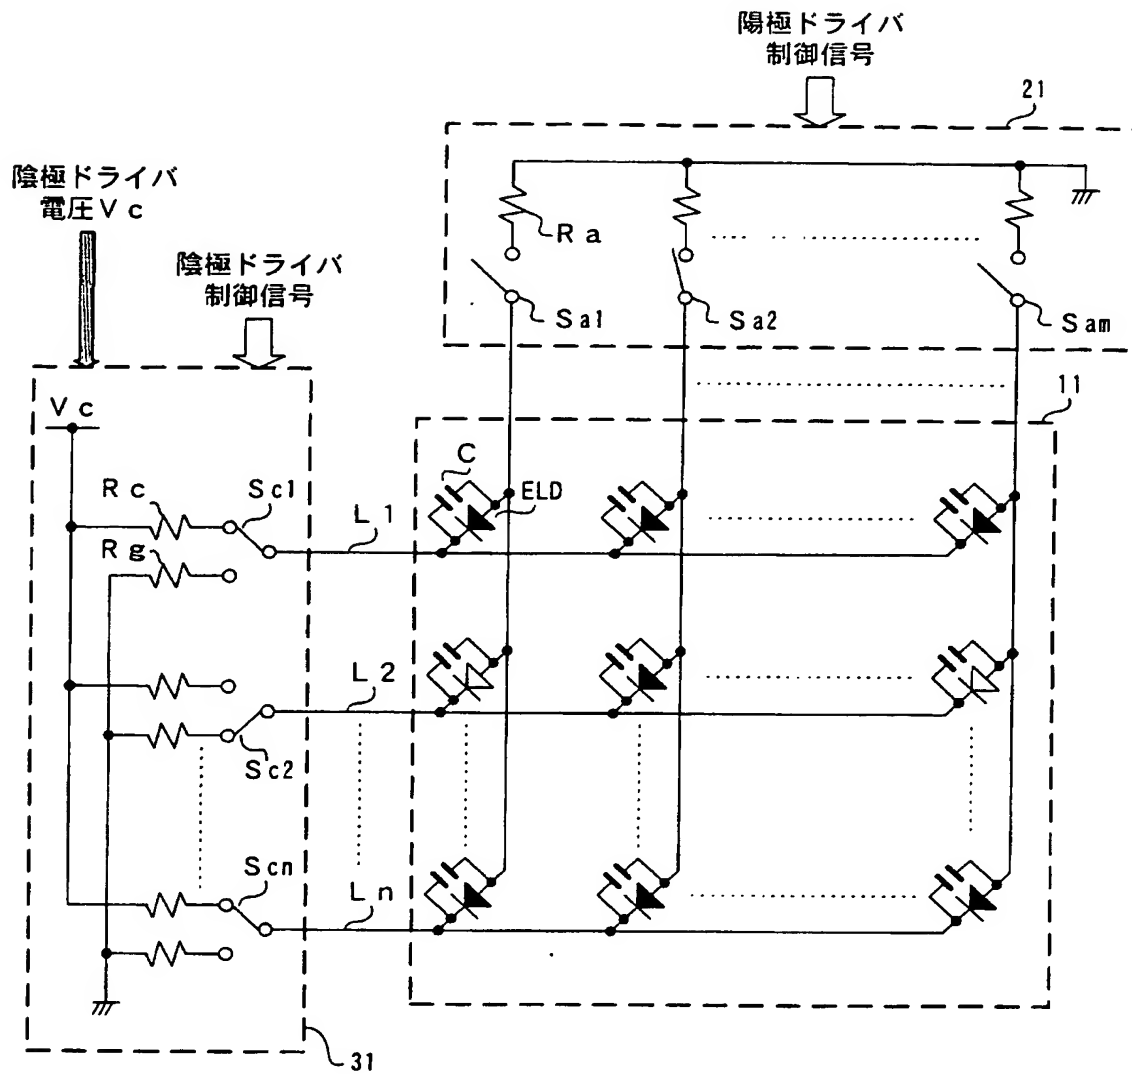 陽極ドライバ
制御信号
21
陰極ドライバ
電圧Vc
Ra
陰極ドライバ
制御信号
Sa1
Sa2
Sam
11
Vc
C
Rc
Sc1
ELD
L1
Rg
L2
Sc2
Scn
Ln
31